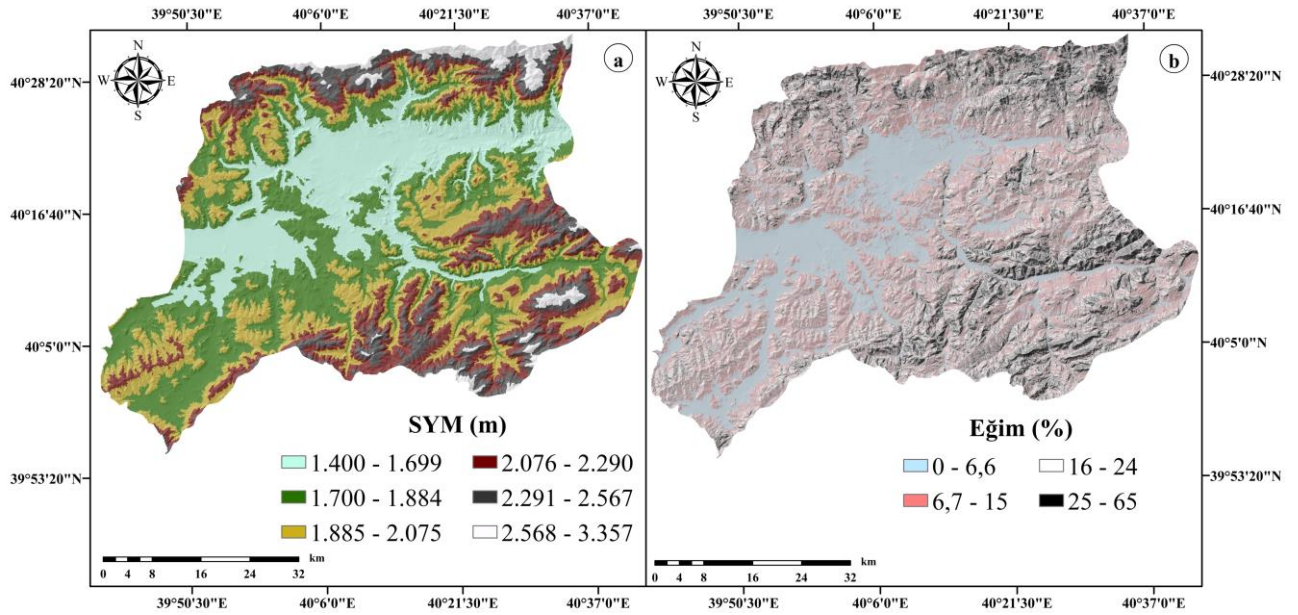 39°50'30"E 40°6'0"E 40°21'30"E 40°37'0"E
39°50'30"E 40°6'0"E 40°21'30"E 40°37'0"E
a
N
W E
S
40°28'20"N
40°16'40"N
40°5'0"N
39°53'20"N
SYM (m)
1.400 - 1.699
1.700 - 1.884
1.885 - 2.075
2.076 - 2.290
2.291 - 2.567
2.568 - 3.357
km
0 4 8 16 24 32
39°50'30"E 40°6'0"E 40°21'30"E 40°37'0"E
b
N
W E
S
40°28'20"N
40°16'40"N
40°5'0"N
39°53'20"N
Eğim (%)
0 - 6,6
6,7 - 15
16 - 24
25 - 65
km
0 4 8 16 24 32
39°50'30"E 40°6'0"E 40°21'30"E 40°37'0"E